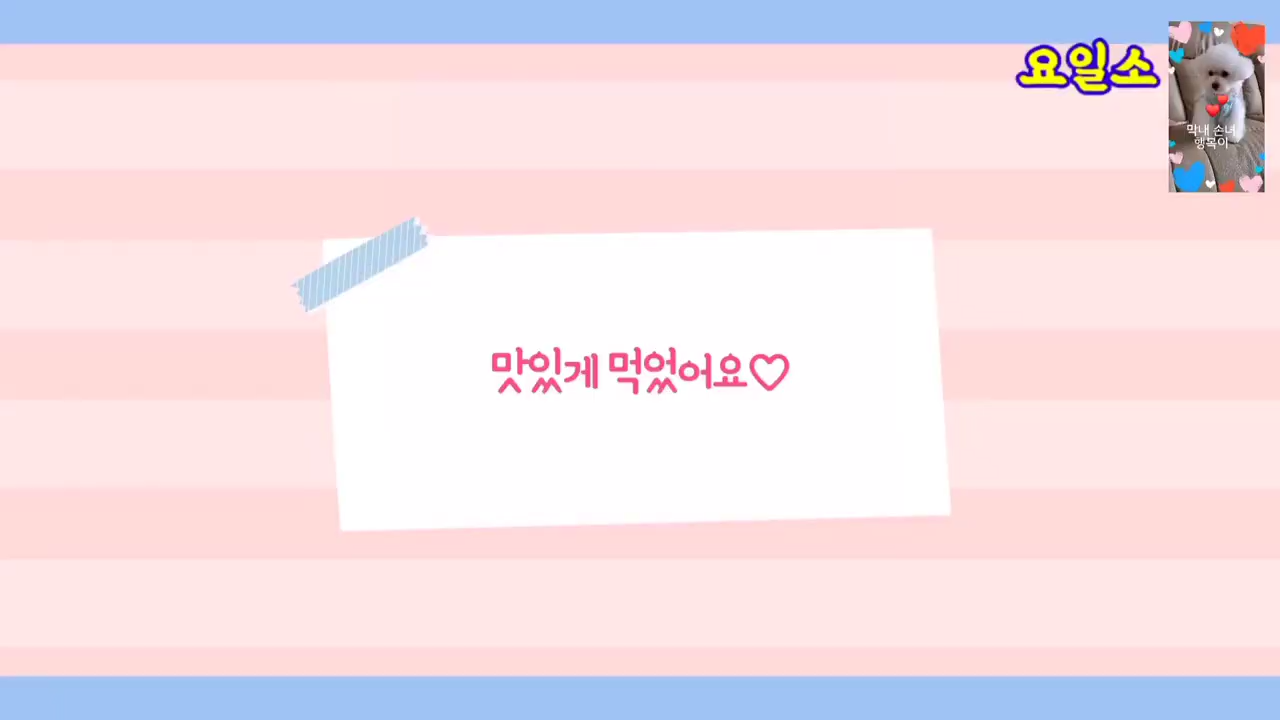 요일소
막내 손녀
행복이
맛있게 먹었어요♡